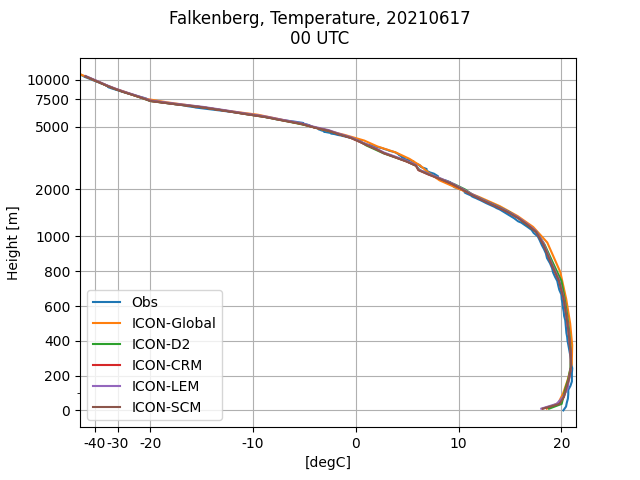 Falkenberg, Temperature, 20210617
00 UTC
10000
7500
5000
2000
1000
800
600
400
200
0
Height [m]
Obs
ICON-Global
ICON-D2
ICON-CRM
ICON-LEM
ICON-SCM
-40 -30 -20 -10 0 10 20
[degC]